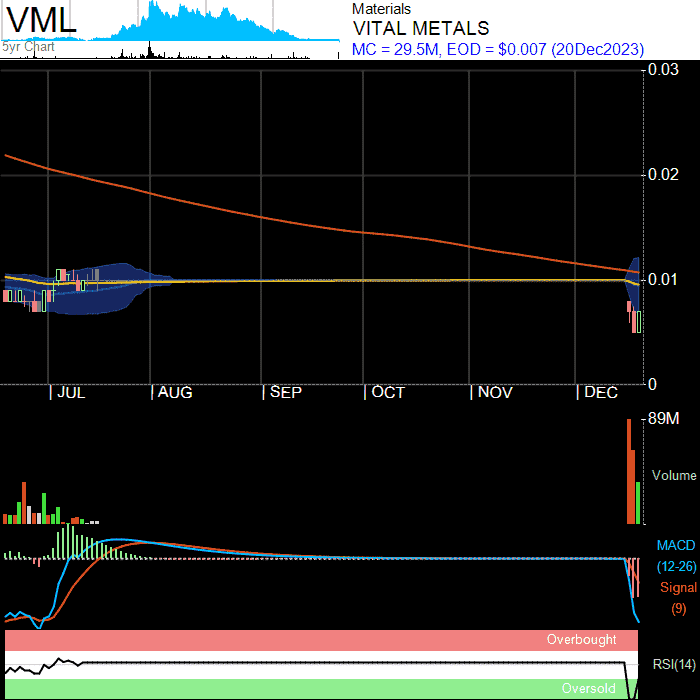 VML
5yr Chart
Materials
VITAL METALS
MC = 29.5M, EOD = $0.007 (20Dec2023)
0.03
0.02
0.01
0
JUL AUG SEP OCT NOV DEC
89M
Volume
MACD
(12-26)
Signal
(9)
Overbought
RSI(14)
Oversold